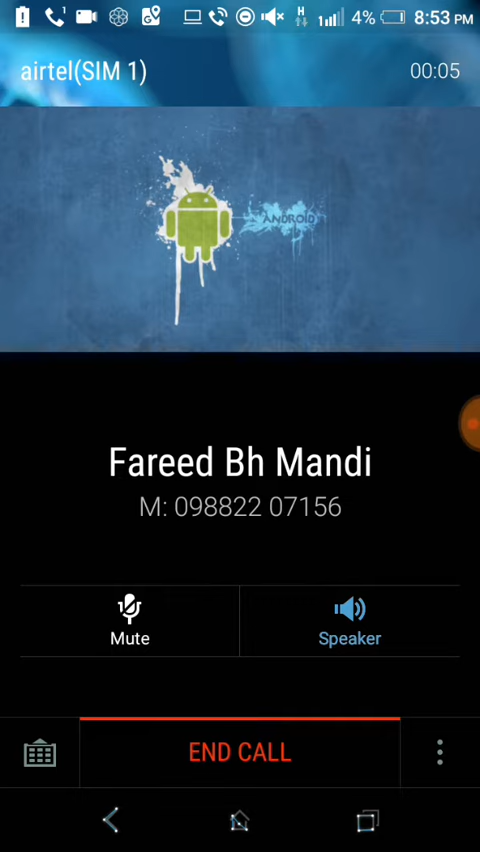 H 4% 8:53 PM
airtel(SIM 1) 00:05
ANDROID
Fareed Bh Mandi
M: 098822 07156
Mute Speaker
END CALL